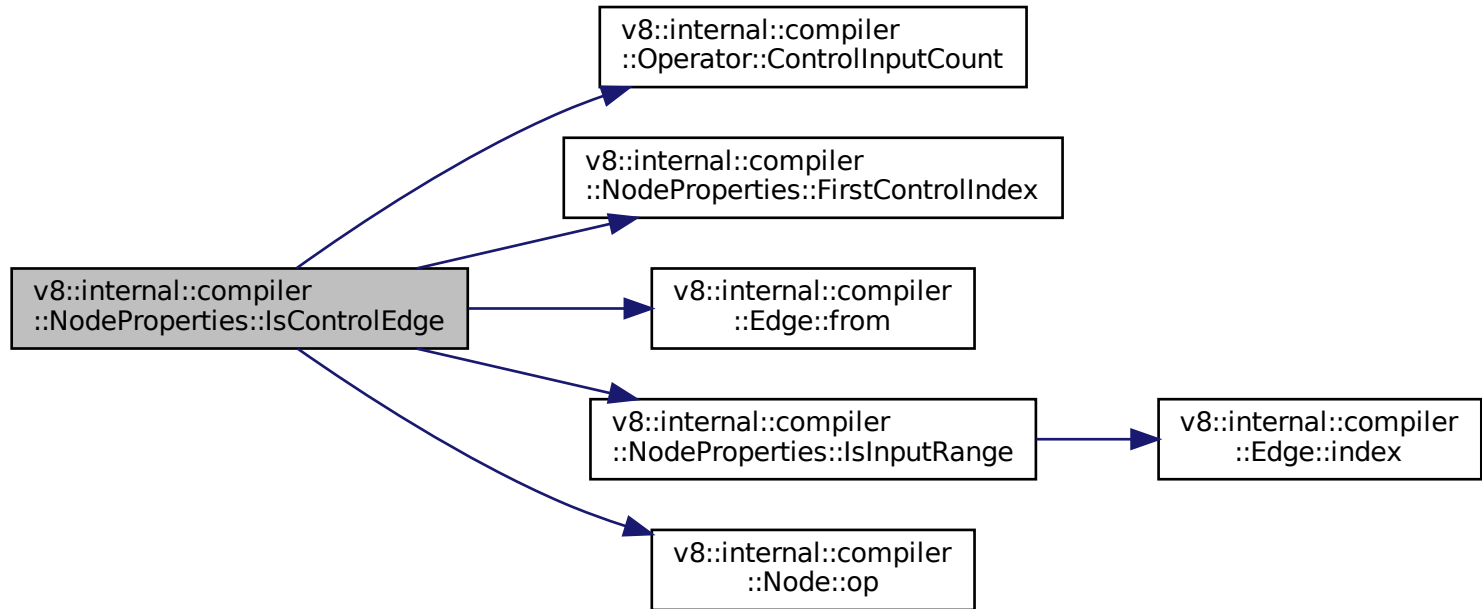 v8::internal::compiler
::Operator::ControlInputCount
v8::internal::compiler
::NodeProperties::FirstControlIndex
v8::internal::compiler
::NodeProperties::IsControlEdge
v8::internal::compiler
::Edge::from
v8::internal::compiler
::NodeProperties::IsInputRange
v8::internal::compiler
::Edge::index
v8::internal::compiler
::Node::op